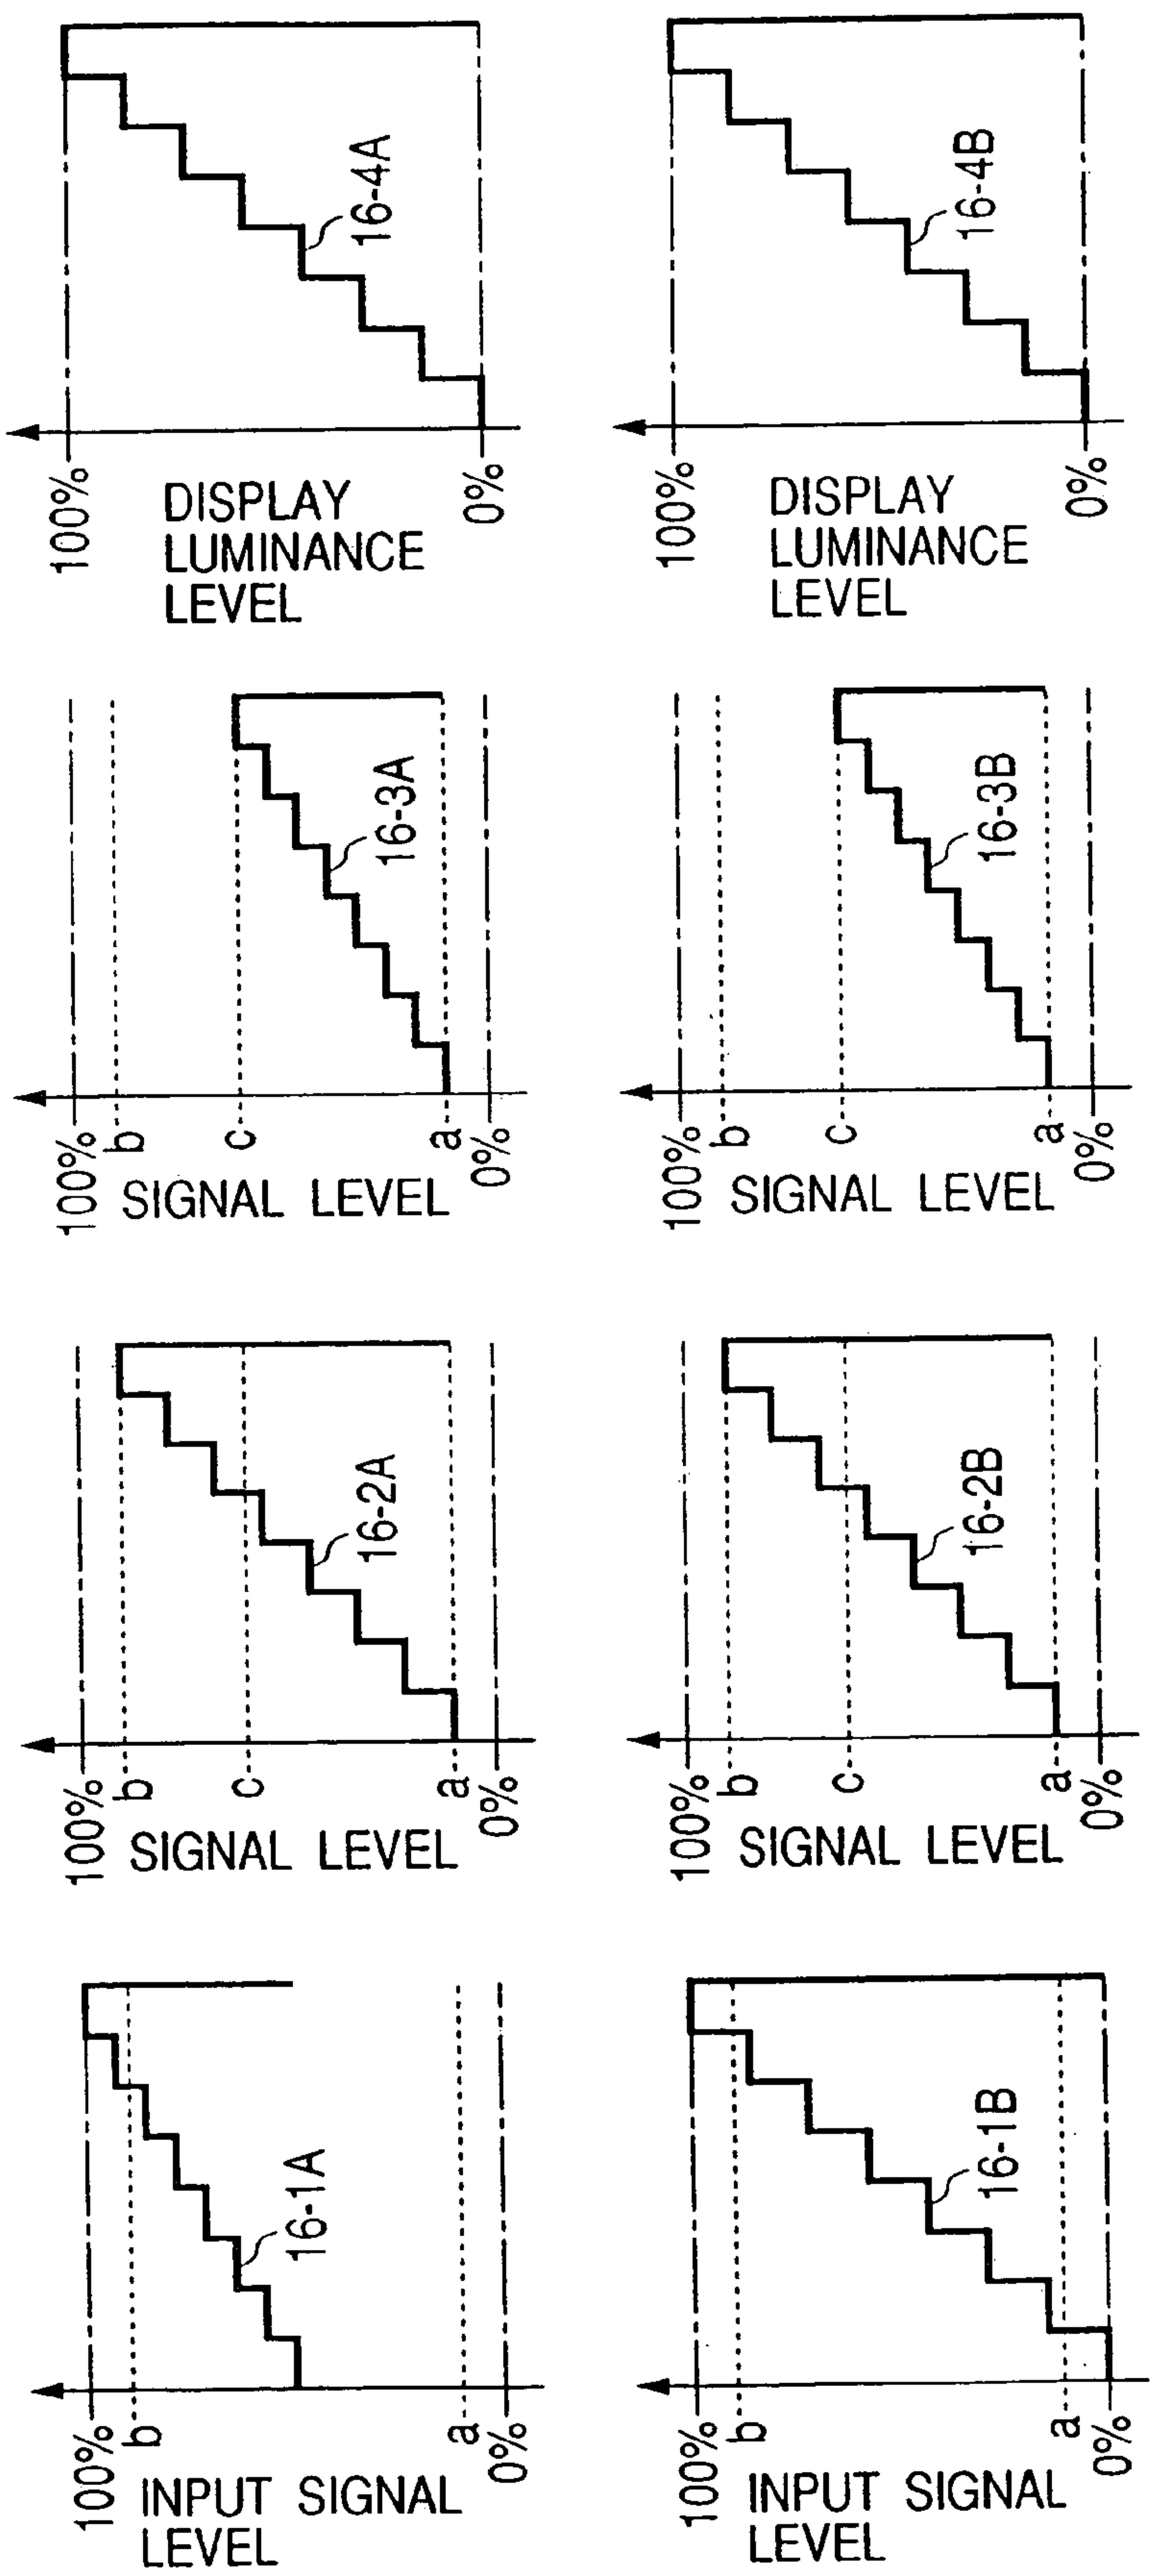 100%
b
INPUT SIGNAL
LEVEL
16-1A
a
0%
100%
b
SIGNAL LEVEL
c
16-2A
a
0%
100%
b
SIGNAL LEVEL
c
16-3A
a
0%
100%
DISPLAY
LUMINANCE
LEVEL
16-4A
0%
100%
b
INPUT SIGNAL
LEVEL
16-1B
a
0%
100%
b
SIGNAL LEVEL
c
16-2B
a
0%
100%
b
SIGNAL LEVEL
c
16-3B
a
0%
100%
DISPLAY
LUMINANCE
LEVEL
16-4B
0%